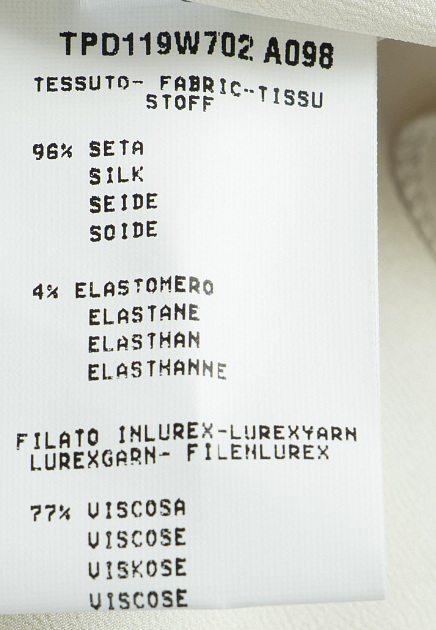 TPD119W702 A098
TESSUTO- FABRIC--TISSU
STOFF
96% SETA
SILK
SEIDE
SOIDE
4% ELASTOMERO
ELASTANE
ELASTHAN
ELASTHANNE
FILATO INLUREX-LUREXYARN
LUREXGARN- FILENLUREX
77% VISCOSA
VISCOSE
VISKOSE
VISCOSE